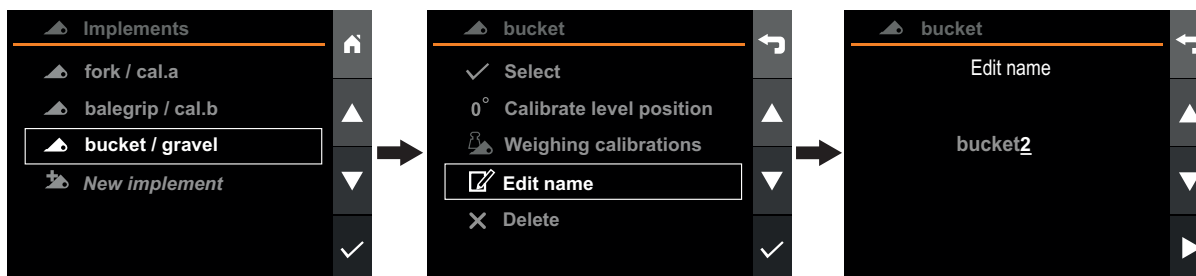 Implements
fork / cal.a
balegrip / cal.b
bucket / gravel
New implement
bucket
Select
0° Calibrate level position
Weighing calibrations
Edit name
Delete
bucket
Edit name
bucket2